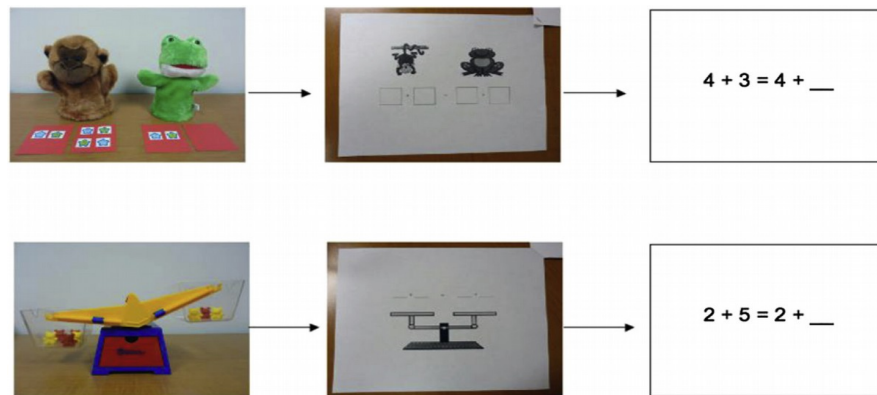 4 + 3 = 4 + __
2 + 5 = 2 + __